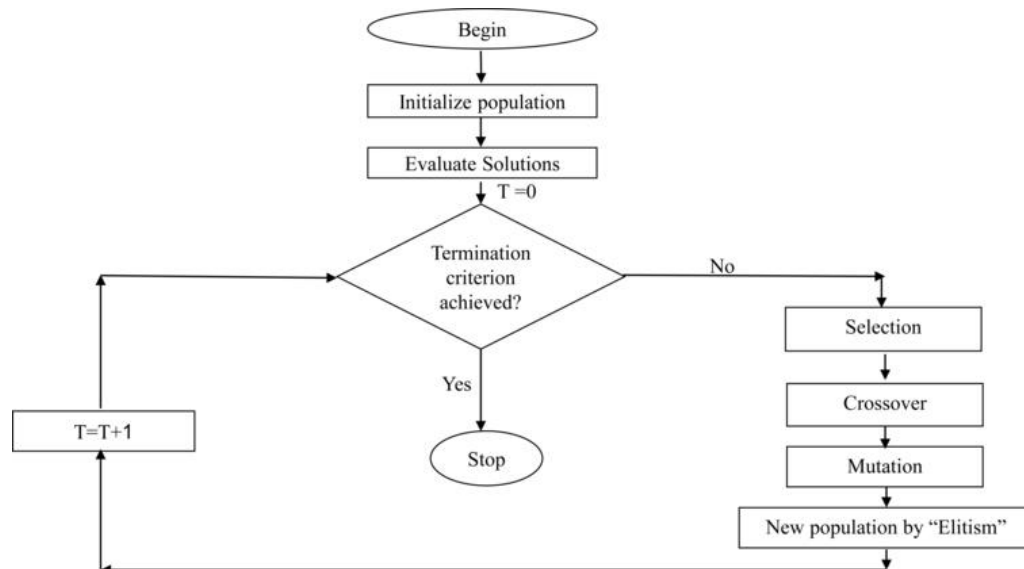 Begin
Initialize population
Evaluate Solutions
T =0
Termination
criterion
achieved?
No
Selection
Yes
Crossover
T=T+1
Stop
Mutation
New population by “Elitism”